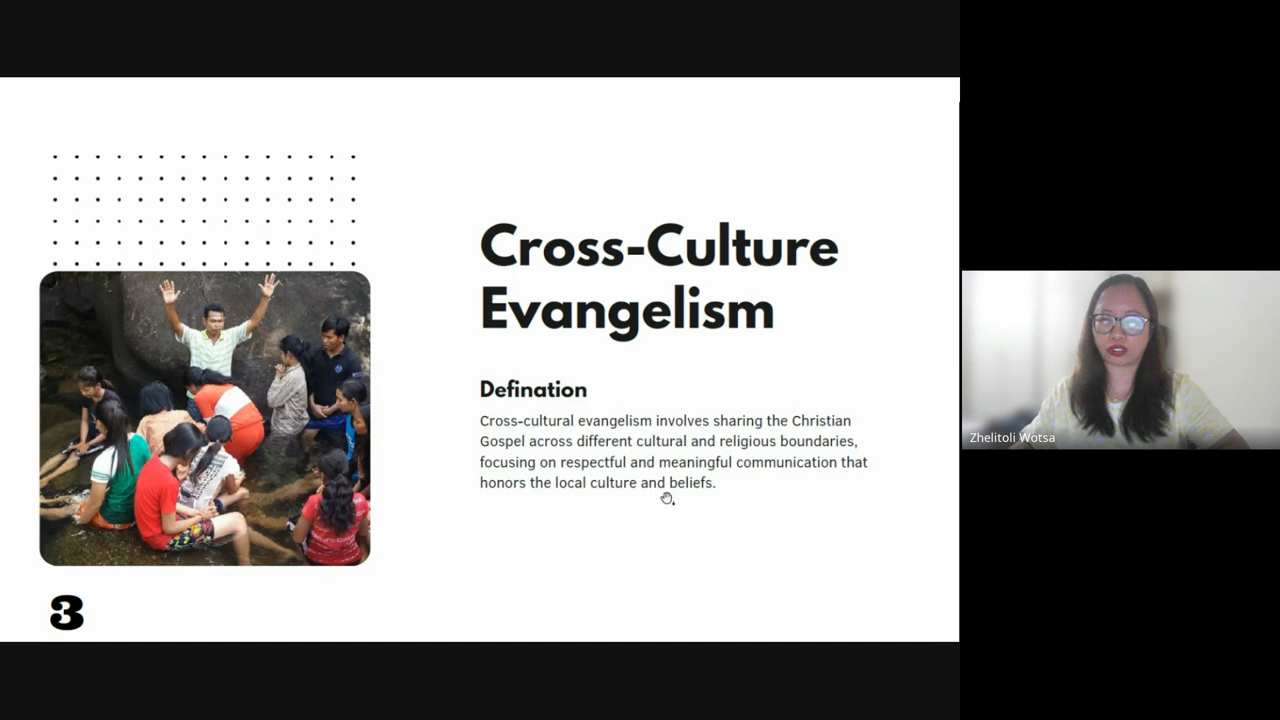 Cross-Culture
Evangelism
Defination
Cross-cultural evangelism involves sharing the Christian
Gospel across different cultural and religious boundaries,
focusing on respectful and meaningful communication that
honors the local culture and beliefs.
3
Zhelitoli Wotsa